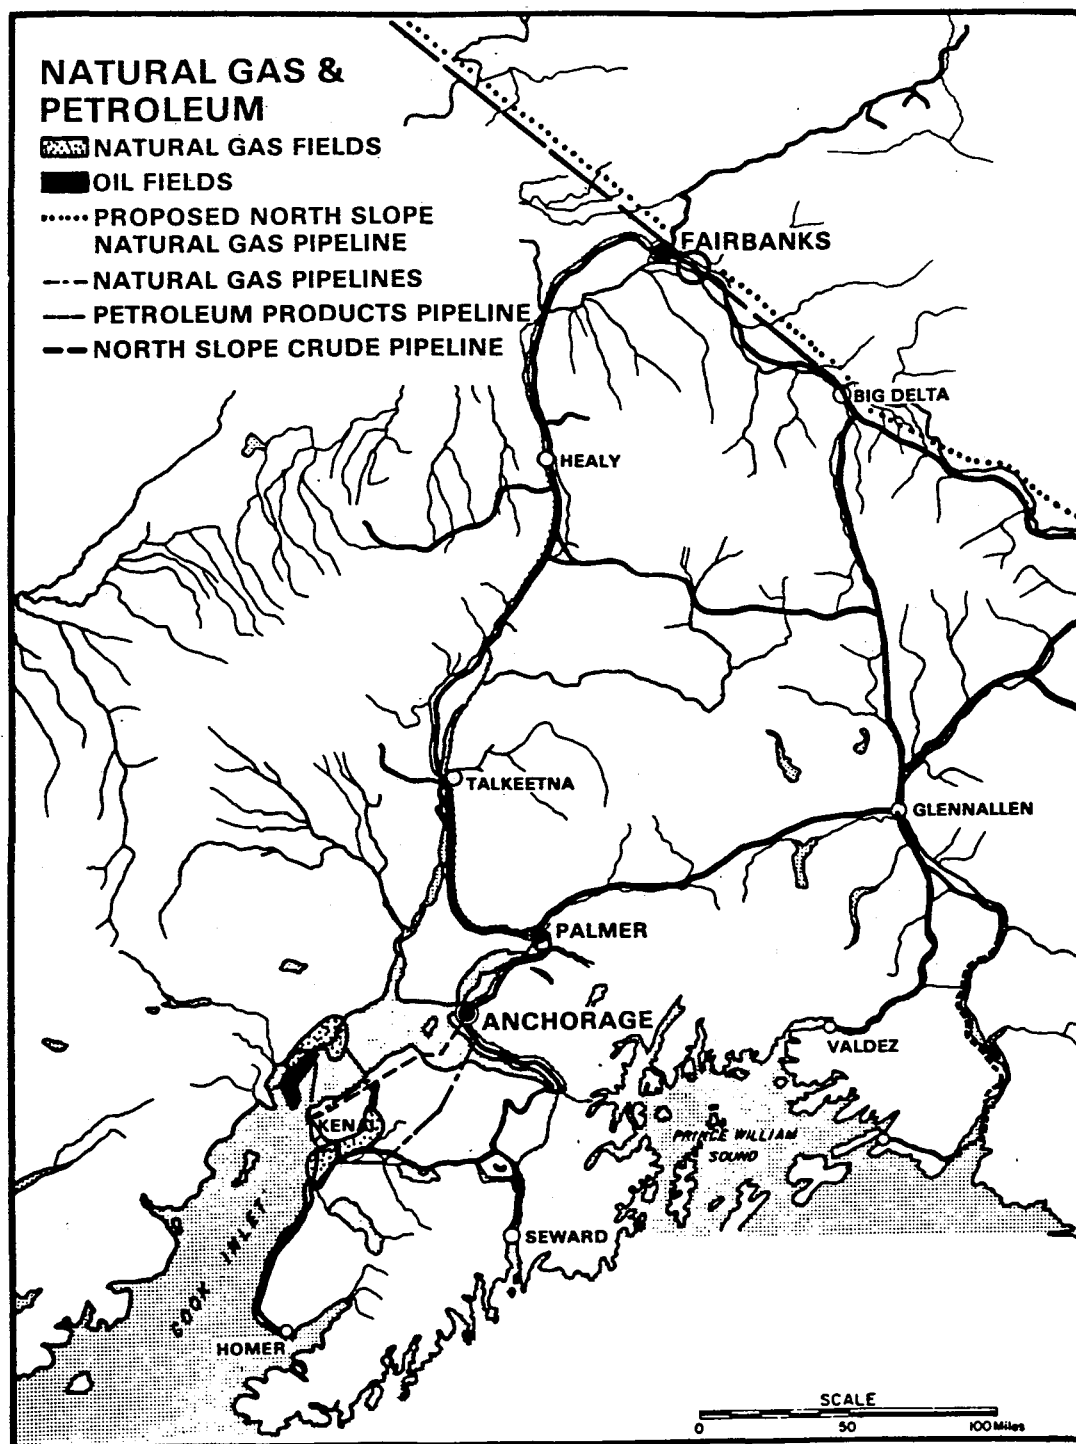 NATURAL GAS &
PETROLEUM
NATURAL GAS FIELDS
OIL FIELDS
PROPOSED NORTH SLOPE
NATURAL GAS PIPELINE
NATURAL GAS PIPELINES
PETROLEUM PRODUCTS PIPELINE
NORTH SLOPE CRUDE PIPELINE
FAIRBANKS
BIG DELTA
HEALY
TALKEETNA
GLENNALLEN
PALMER
ANCHORAGE
VALDEZ
KENAI
PRINCE WILLIAM
SOUND
COOK INLET
SEWARD
HOMER
SCALE
0 50 100 Miles